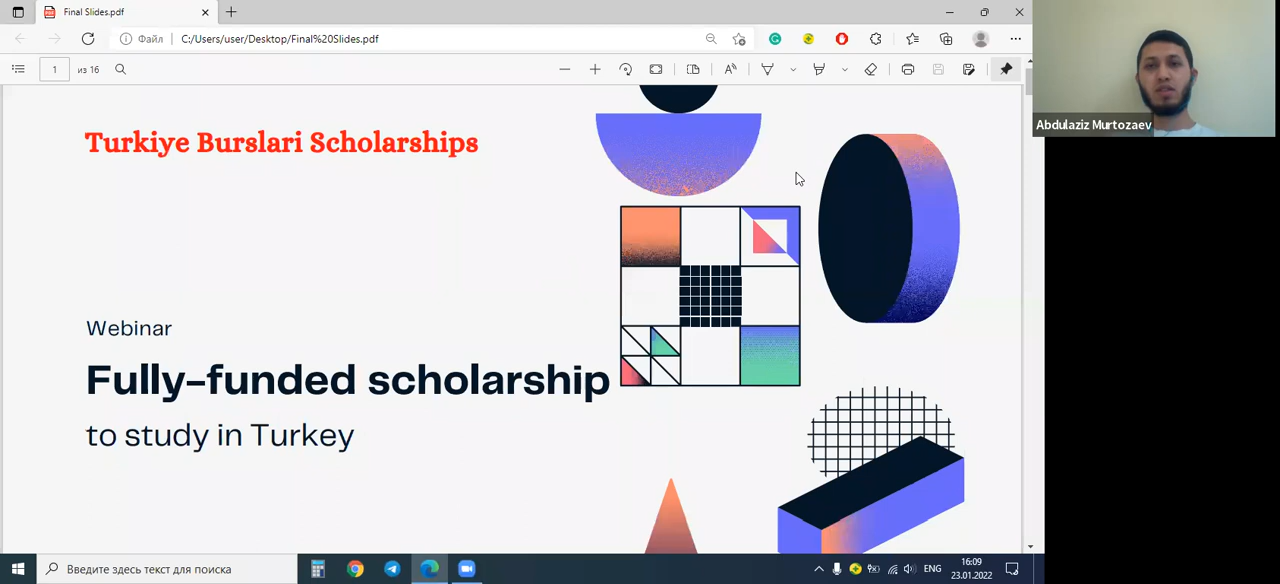 Final Slides.pdf
Файл
C:/Users/user/Desktop/Final%20Slides.pdf
1 из 16
Turkiye Burslari Scholarships
Webinar
Fully-funded scholarship
to study in Turkey
Abdulaziz Murtozaev
Введите здесь текст для поиска
ENG
16:09
23.01.2022